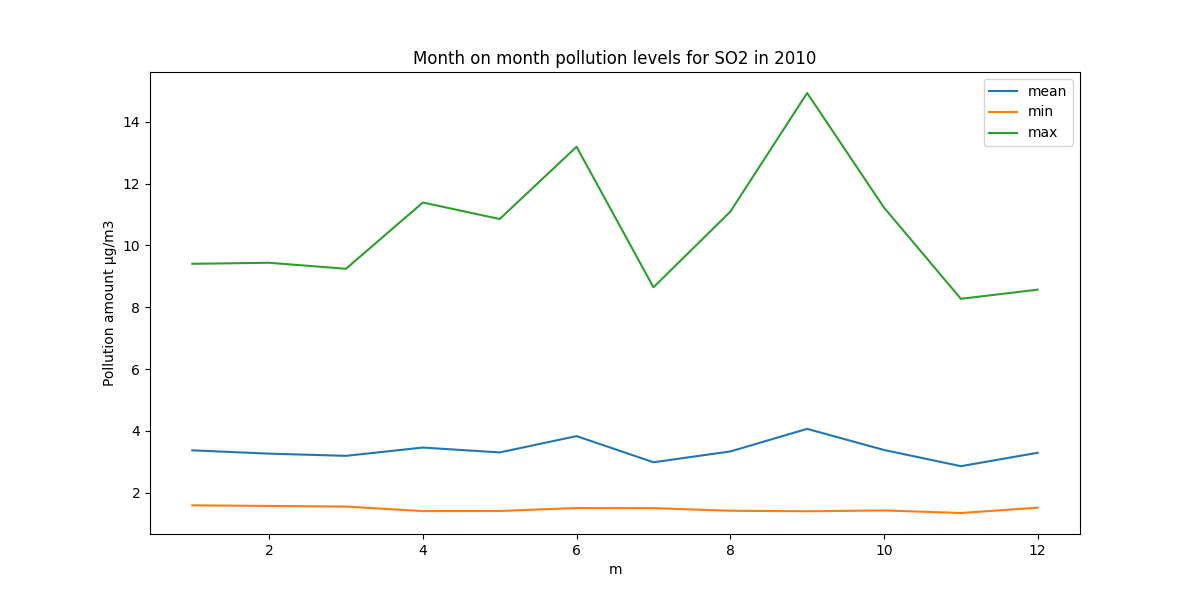 Month on month pollution levels for SO2 in 2010
mean
min
max
Pollution amount µg/m3
14
12
10
8
6
4
2
2 4 6 8 10 12
m